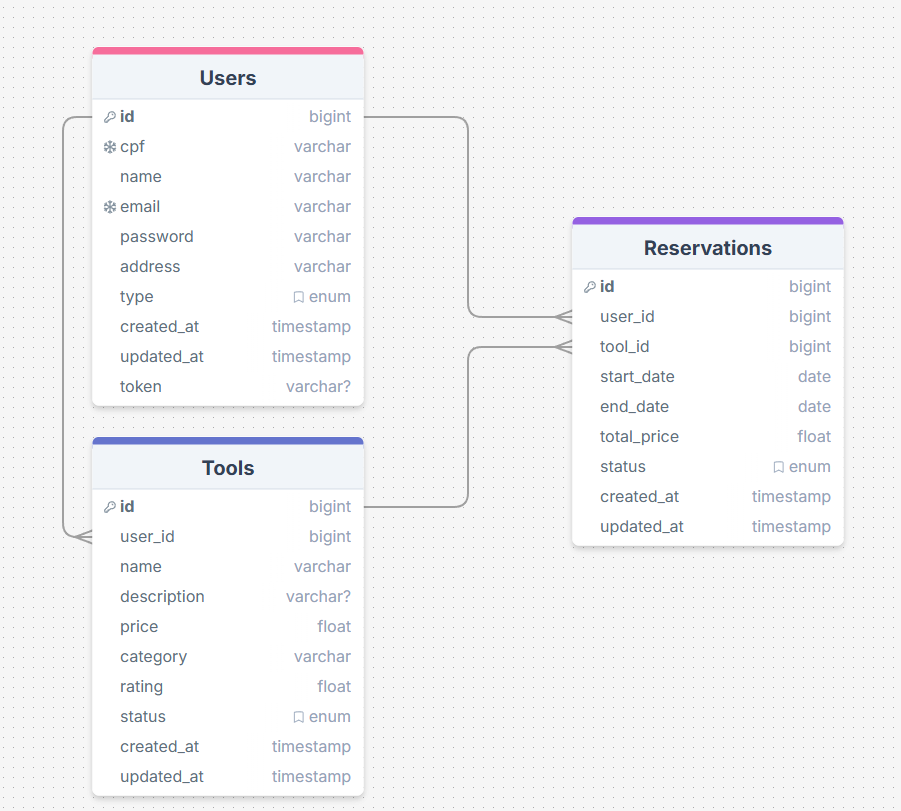 Users
id bigint
cpf varchar
name varchar
email varchar
password varchar
address varchar
type enum
created_at timestamp
updated_at timestamp
token varchar?
Tools
id bigint
user_id bigint
name varchar
description varchar?
price float
category varchar
rating float
status enum
created_at timestamp
updated_at timestamp
Reservations
id bigint
user_id bigint
tool_id bigint
start_date date
end_date date
total_price float
status enum
created_at timestamp
updated_at timestamp